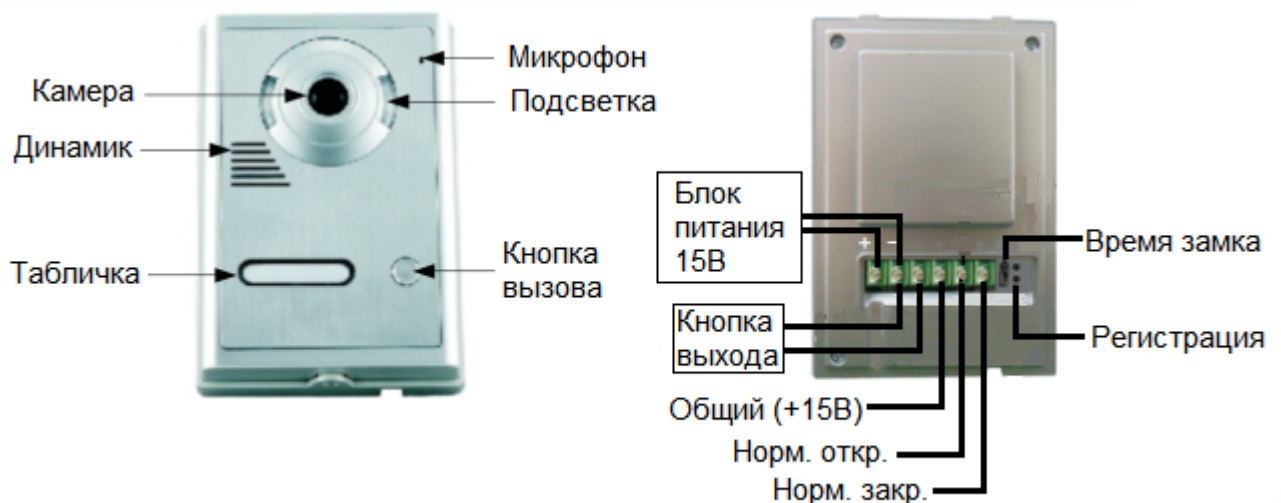 Камера
Динамик
Табличка
Микрофон
Подсветка
Кнопка
вызова
Блок
питания
15В
+ −
Кнопка
выхода
Общий (+15В)
Норм. откр.
Норм. закр.
Время замка
Регистрация